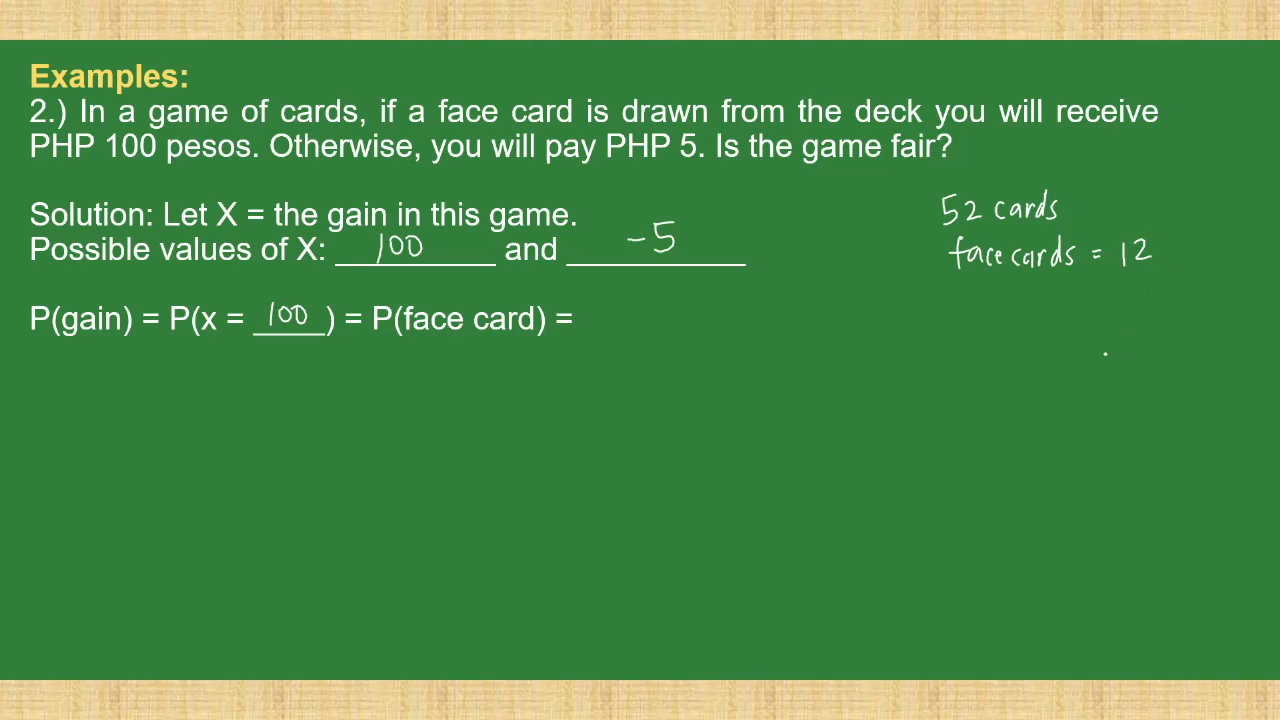 Examples:
2.) In a game of cards, if a face card is drawn from the deck you will receive
PHP 100 pesos. Otherwise, you will pay PHP 5. Is the game fair?
Solution: Let X = the gain in this game.
52 cards
Possible values of X: 100 and -5
face cards = 12
P(gain) = P(x = 100) = P(face card) =